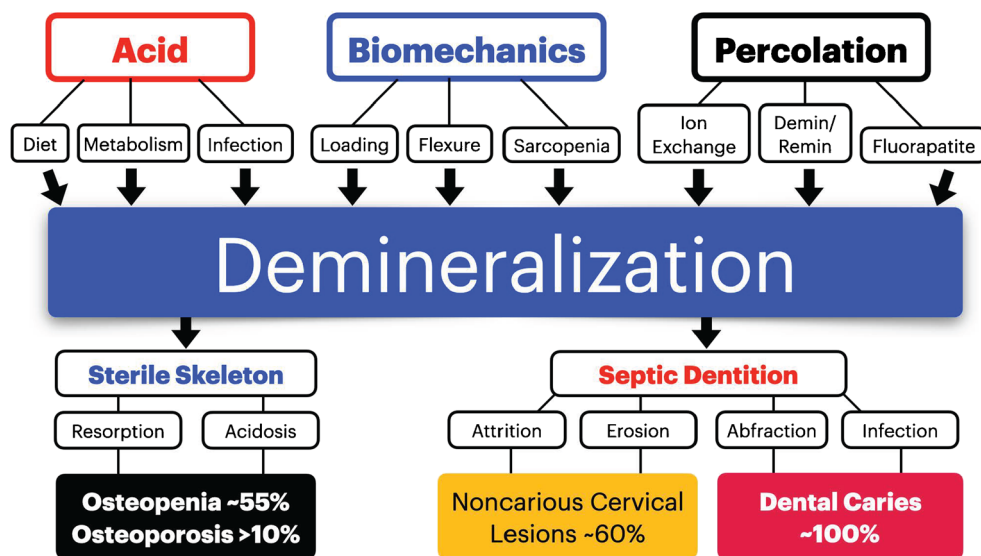 Acid
Biomechanics
Percolation
Diet
Metabolism
Infection
Loading
Flexure
Sarcopenia
Ion
Exchange
Demin/
Remin
Fluorapatite
Demineralization
Sterile Skeleton
Septic Dentition
Resorption
Acidosis
Attrition
Erosion
Abfraction
Infection
Osteopenia ~55%
Osteoporosis >10%
Noncarious Cervical
Lesions ~60%
Dental Caries
~100%